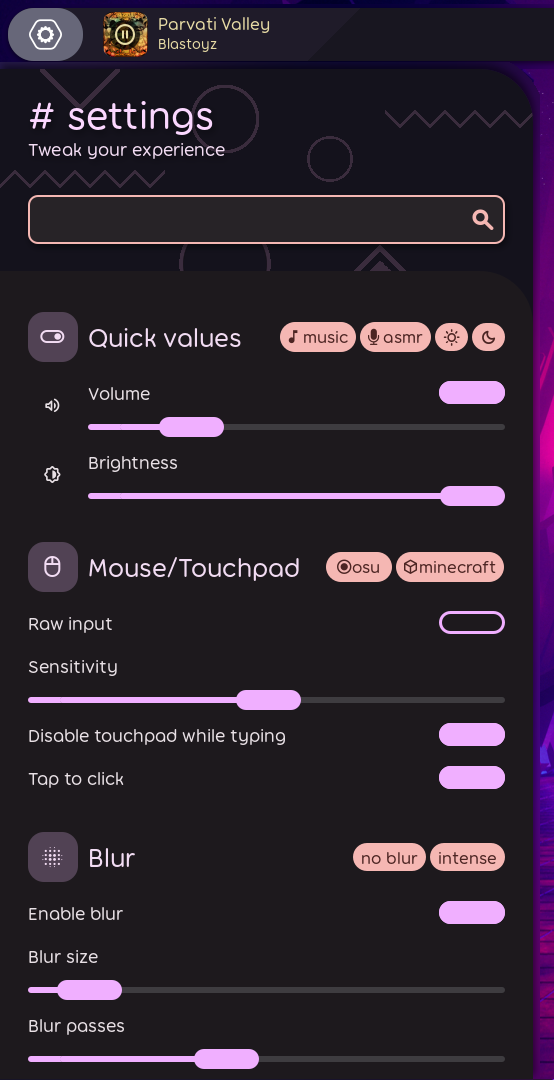 Parvati Valley
Blastoyz
# settings
Tweak your experience
Quick values
music
asmr
Volume
Brightness
Mouse/Touchpad
osu
minecraft
Raw input
Sensitivity
Disable touchpad while typing
Tap to click
Blur
no blur
intense
Enable blur
Blur size
Blur passes